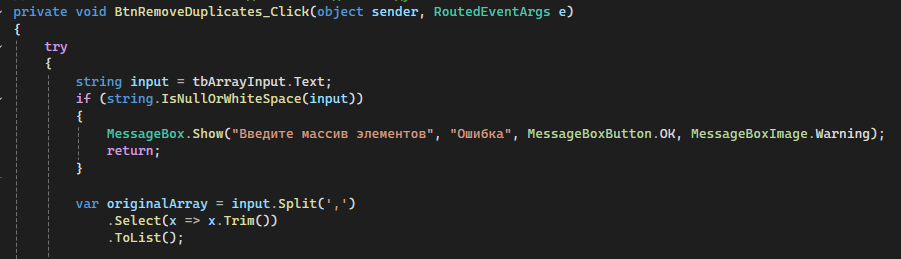 private void BtnRemoveDuplicates_Click(object sender, RoutedEventArgs e)
{
try
{
string input = tbArrayInput.Text;
if (string.IsNullOrWhiteSpace(input))
{
MessageBox.Show("Введите массив элементов", "Ошибка", MessageBoxButton.OK, MessageBoxImage.Warning);
return;
}
var originalArray = input.Split(',')
.Select(x => x.Trim())
.ToList();